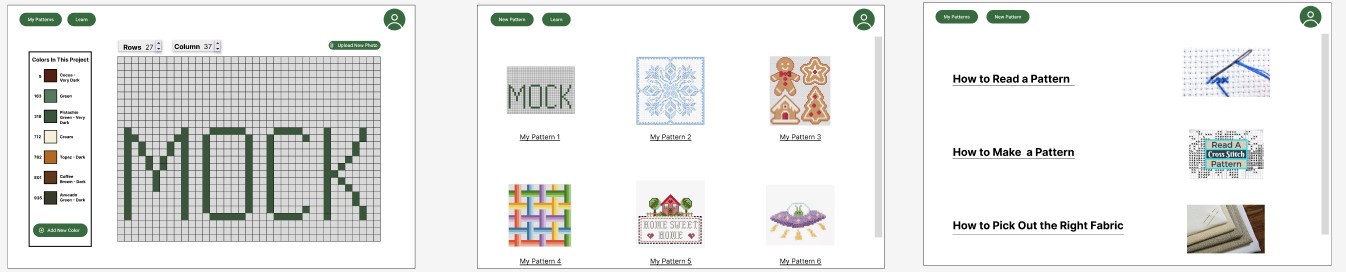 My Patterns Learn
Rows 27 Column 37 Upload New Photo
Colors In This Project
Cocoa -
Very Dark
163 Green
319 Pistachio
Green - Very
Dark
712 Cream
782 Topaz - Dark
801 Coffee
Brown - Dark
Avocado
Green - Dark
Add New Color
MOCK
New Pattern Learn
MOCK
My Pattern 1
My Pattern 2
My Pattern 3
HOME SWEET
HOME
My Pattern 4
My Pattern 5
My Pattern 6
My Patterns New Pattern
How to Read a Pattern
How to Make a Pattern
Read A
Cross Stitch
Pattern
How to Pick Out the Right Fabric